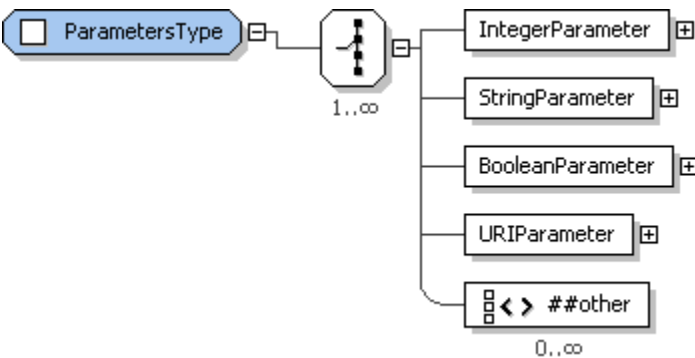 ParametersType
1..∞
IntegerParameter
StringParameter
BooleanParameter
URIParameter
##other
0..∞